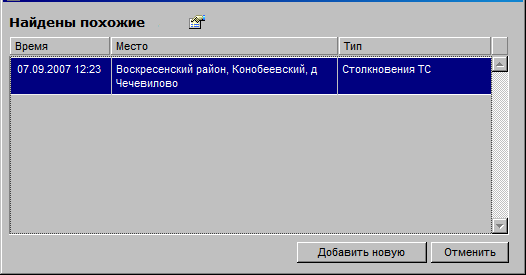 Найдены похожие
Время Место Тип
07.09.2007 12:23 Воскресенский район, Конобеевский, д Столкновения ТС
Чечевилово
Добавить новую Отменить